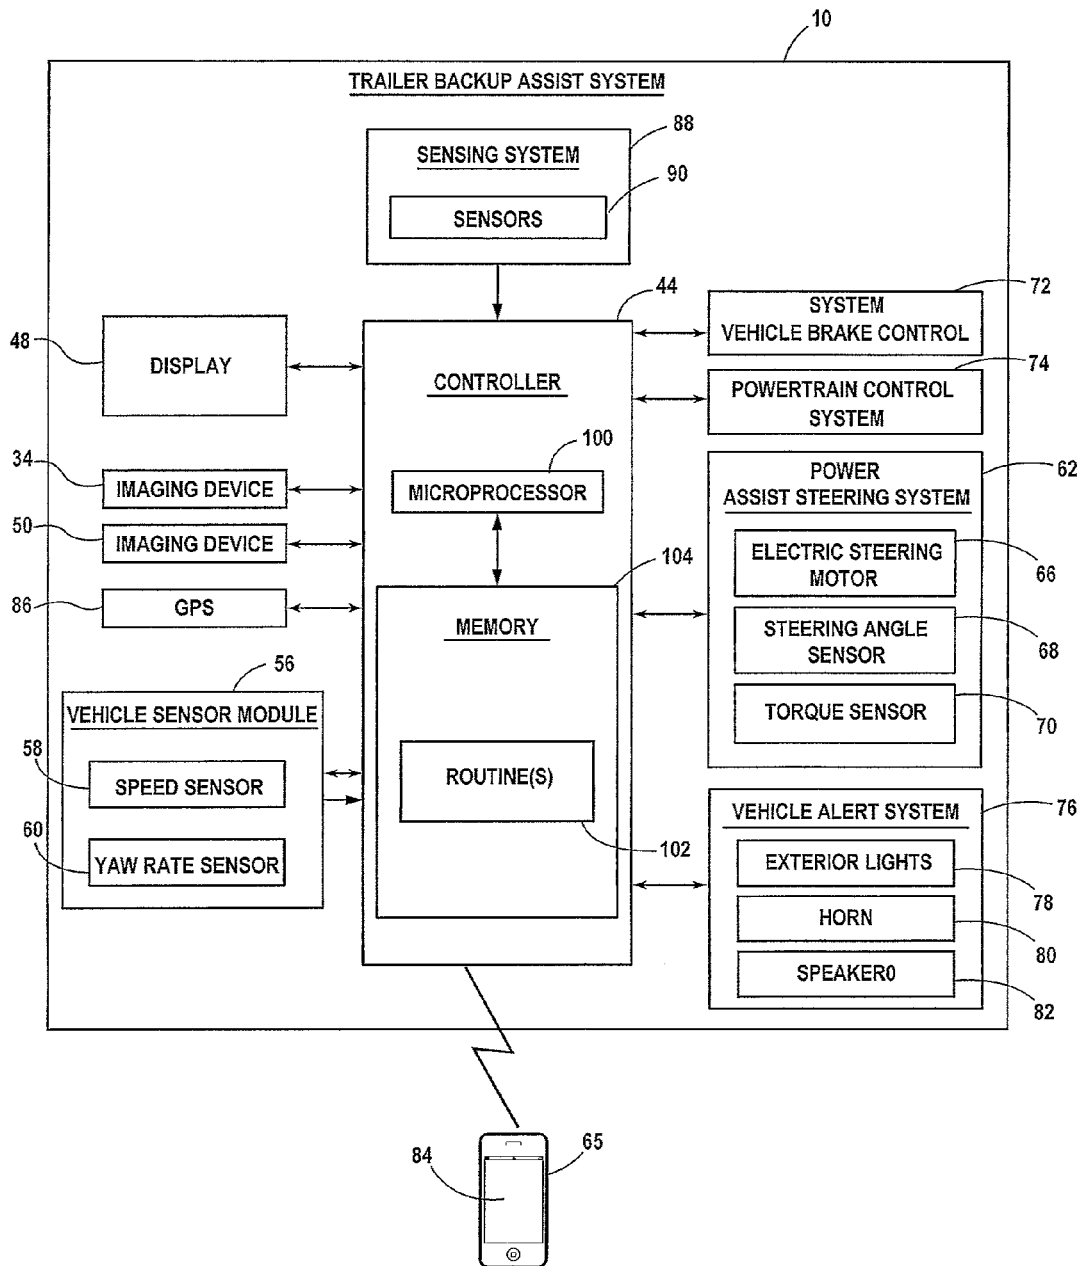 10
TRAILER BACKUP ASSIST SYSTEM
88
SENSING SYSTEM
90
SENSORS
44
72
SYSTEM
VEHICLE BRAKE CONTROL
48
DISPLAY
CONTROLLER
74
POWERTRAIN CONTROL
SYSTEM
100
MICROPROCESSOR
34
IMAGING DEVICE
50
IMAGING DEVICE
86
GPS
62
POWER
ASSIST STEERING SYSTEM
ELECTRIC STEERING
MOTOR
66
STEERING ANGLE
SENSOR
68
TORQUE SENSOR
70
104
MEMORY
ROUTINE(S)
102
56
VEHICLE SENSOR MODULE
58
SPEED SENSOR
60
YAW RATE SENSOR
VEHICLE ALERT SYSTEM
76
EXTERIOR LIGHTS
78
HORN
80
SPEAKER0
82
84
65